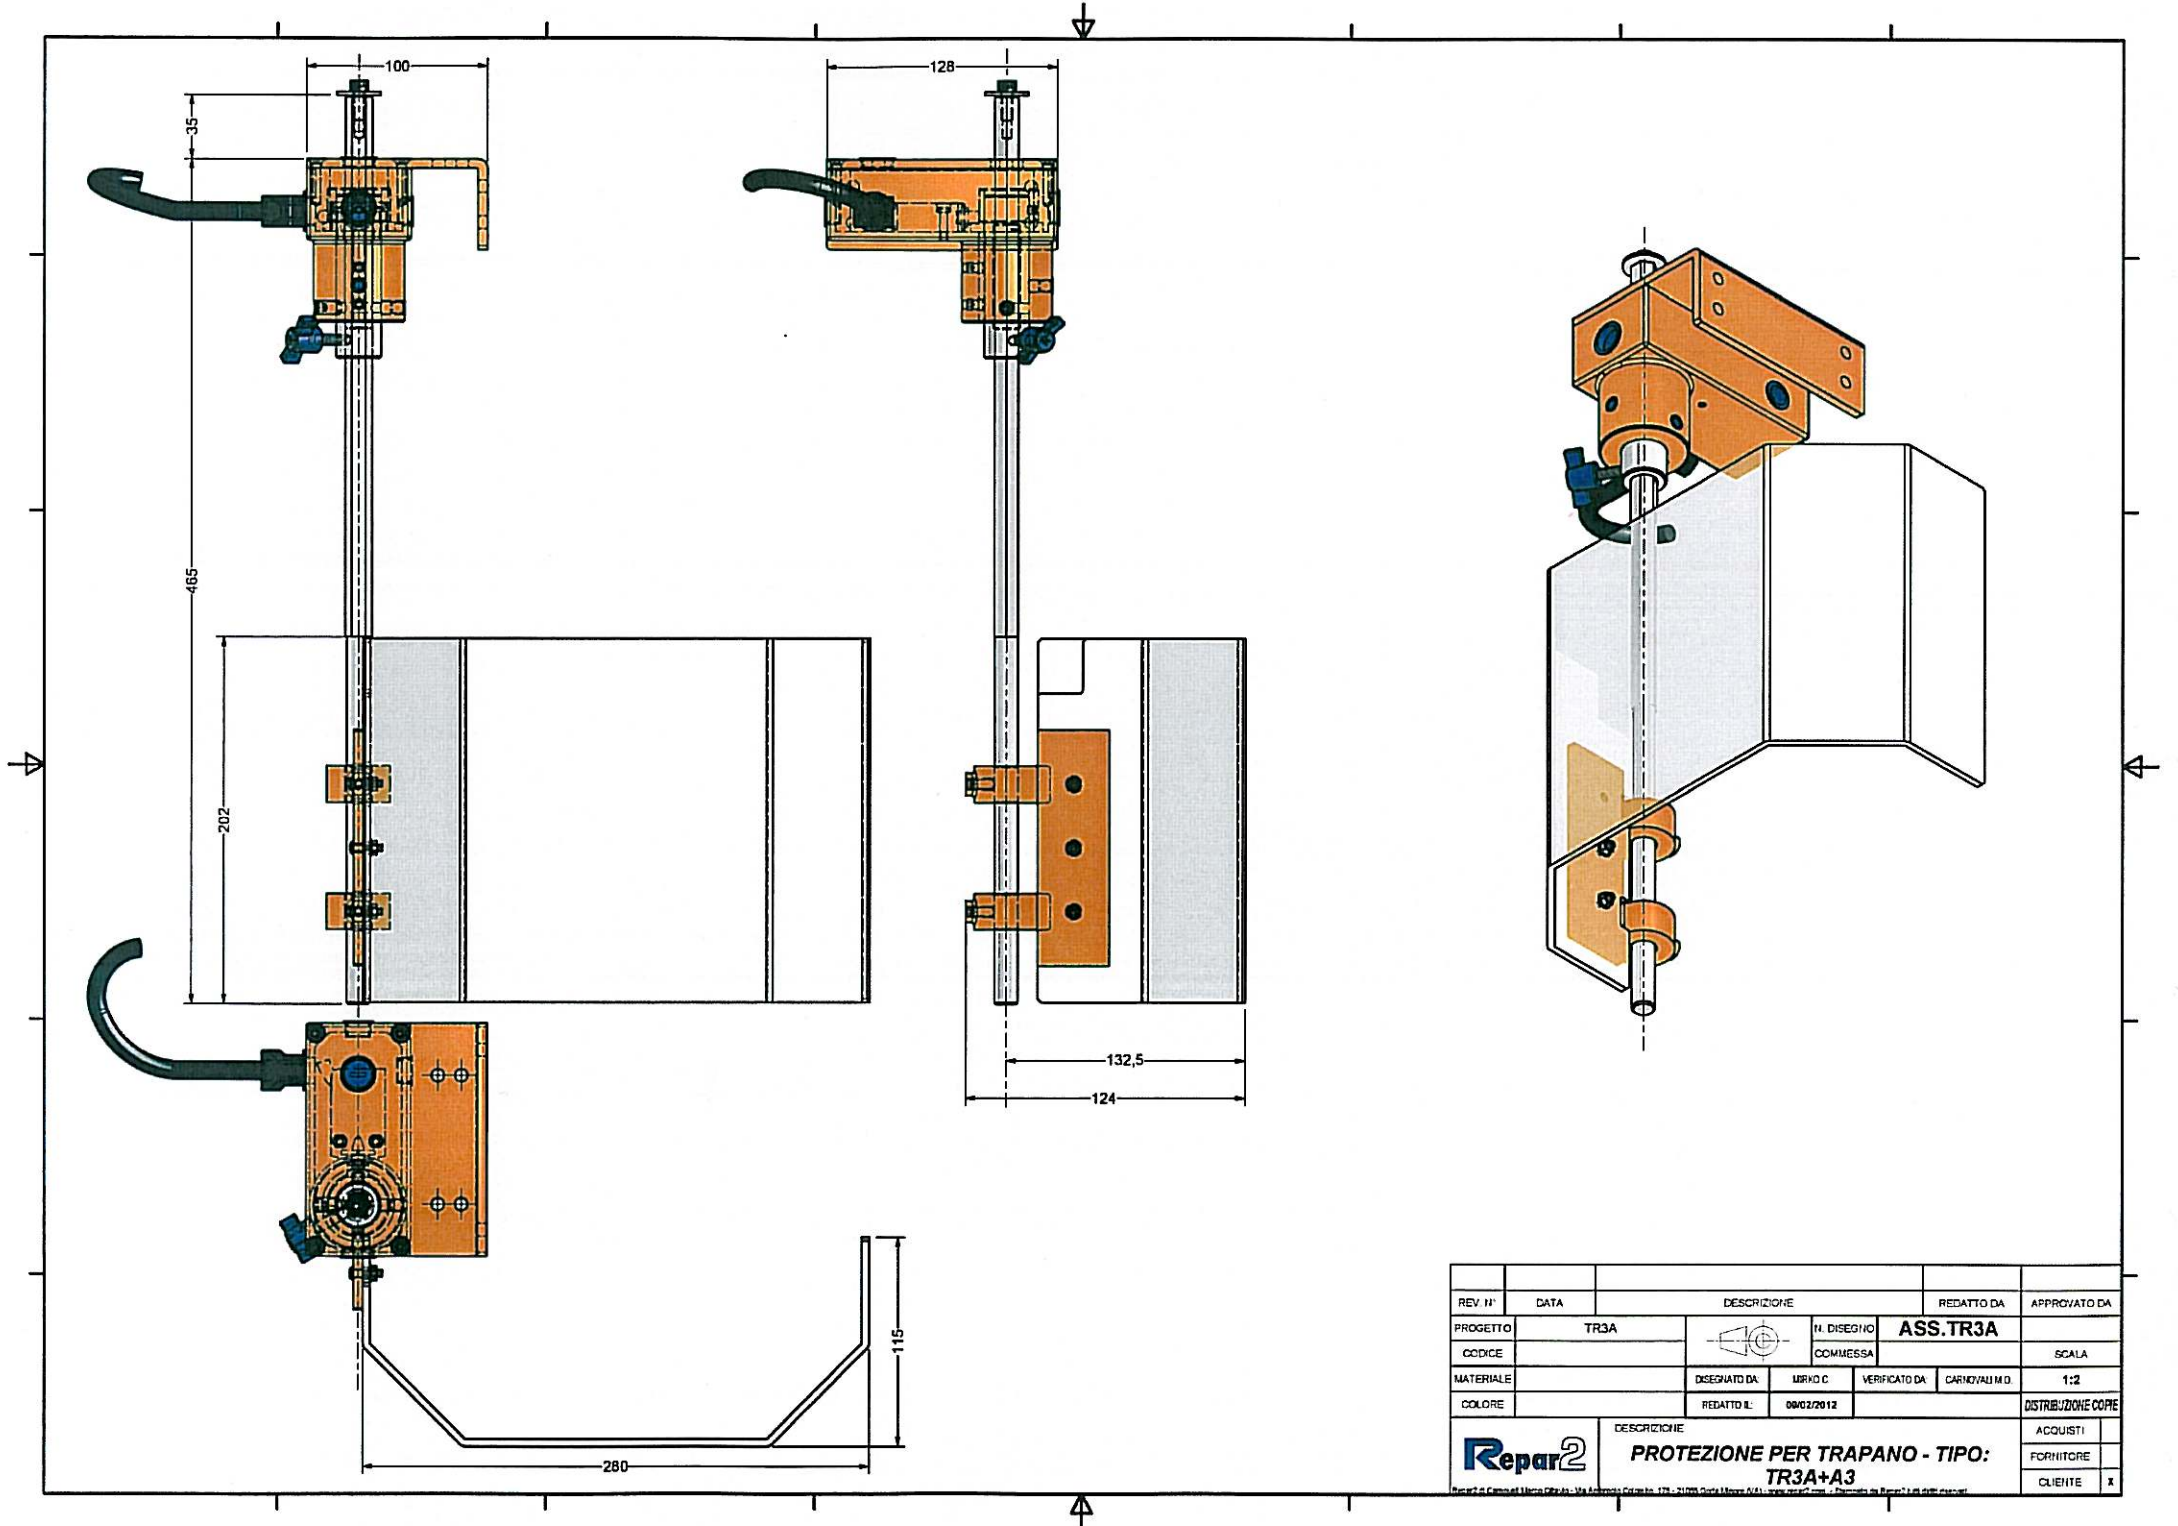 100
128
35
465
202
132,5
124
115
280
REV. N° DATA DESCRIZIONE REDATTO DA APPROVATO DA
PROGETTO TR3A N. DISEGNO ASS.TR3A
CODICE COMMESSA SCALA
MATERIALE DISEGNATO DA: MIRKO C VERIFICATO DA: CARNOVALI M.D. 1:2
COLORE REDATTO IL: 09/02/2012 DISTRIBUZIONE COPIE
DESCRIZIONE ACQUISTI
Repar2 PROTEZIONE PER TRAPANO - TIPO: FORNITORE
TR3A+A3
CLIENTE X